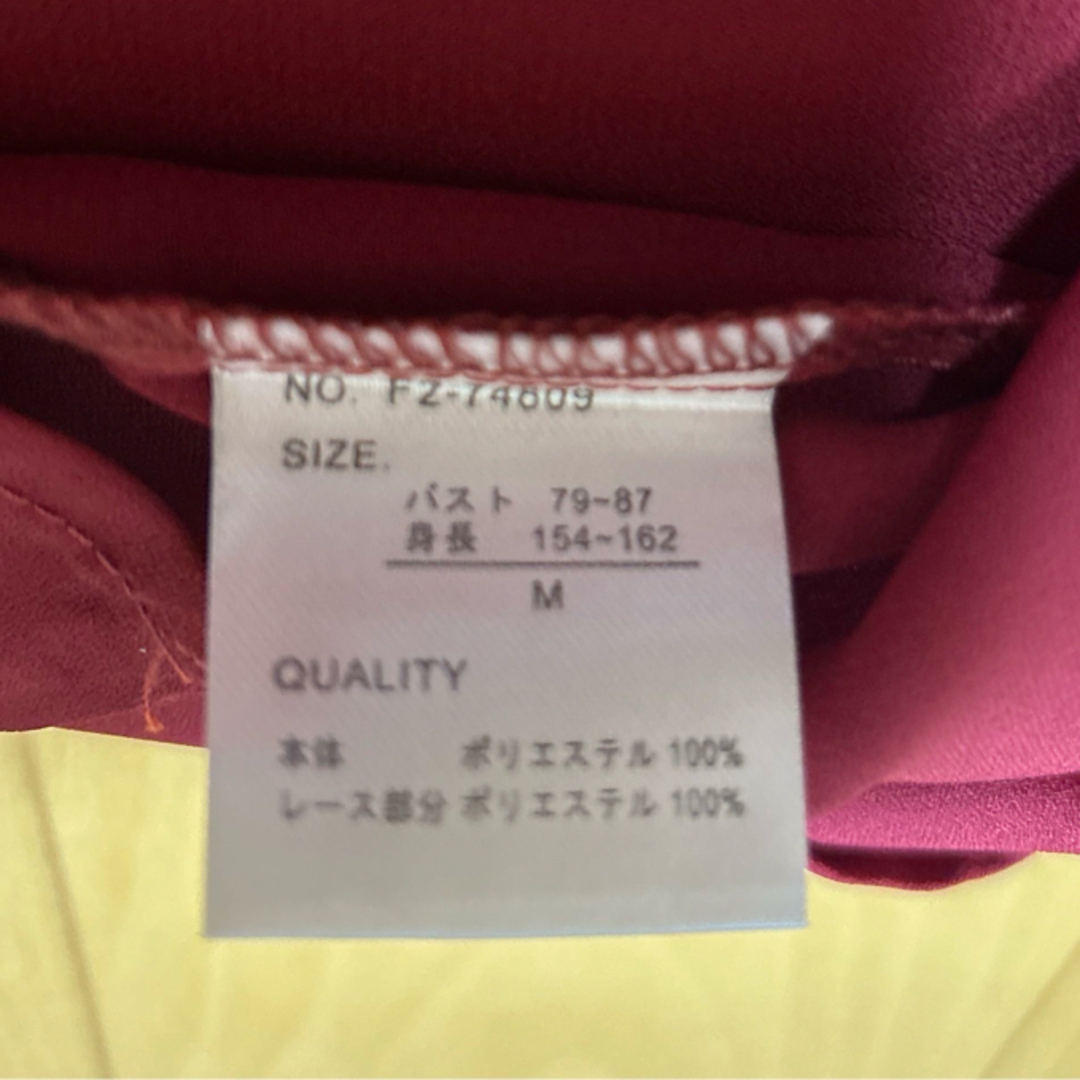 NO. FZ-74809
SIZE.
バスト 79~87
身長 154~162
M
QUALITY
本体 ポリエステル 100%
レース部分 ポリエステル 100%